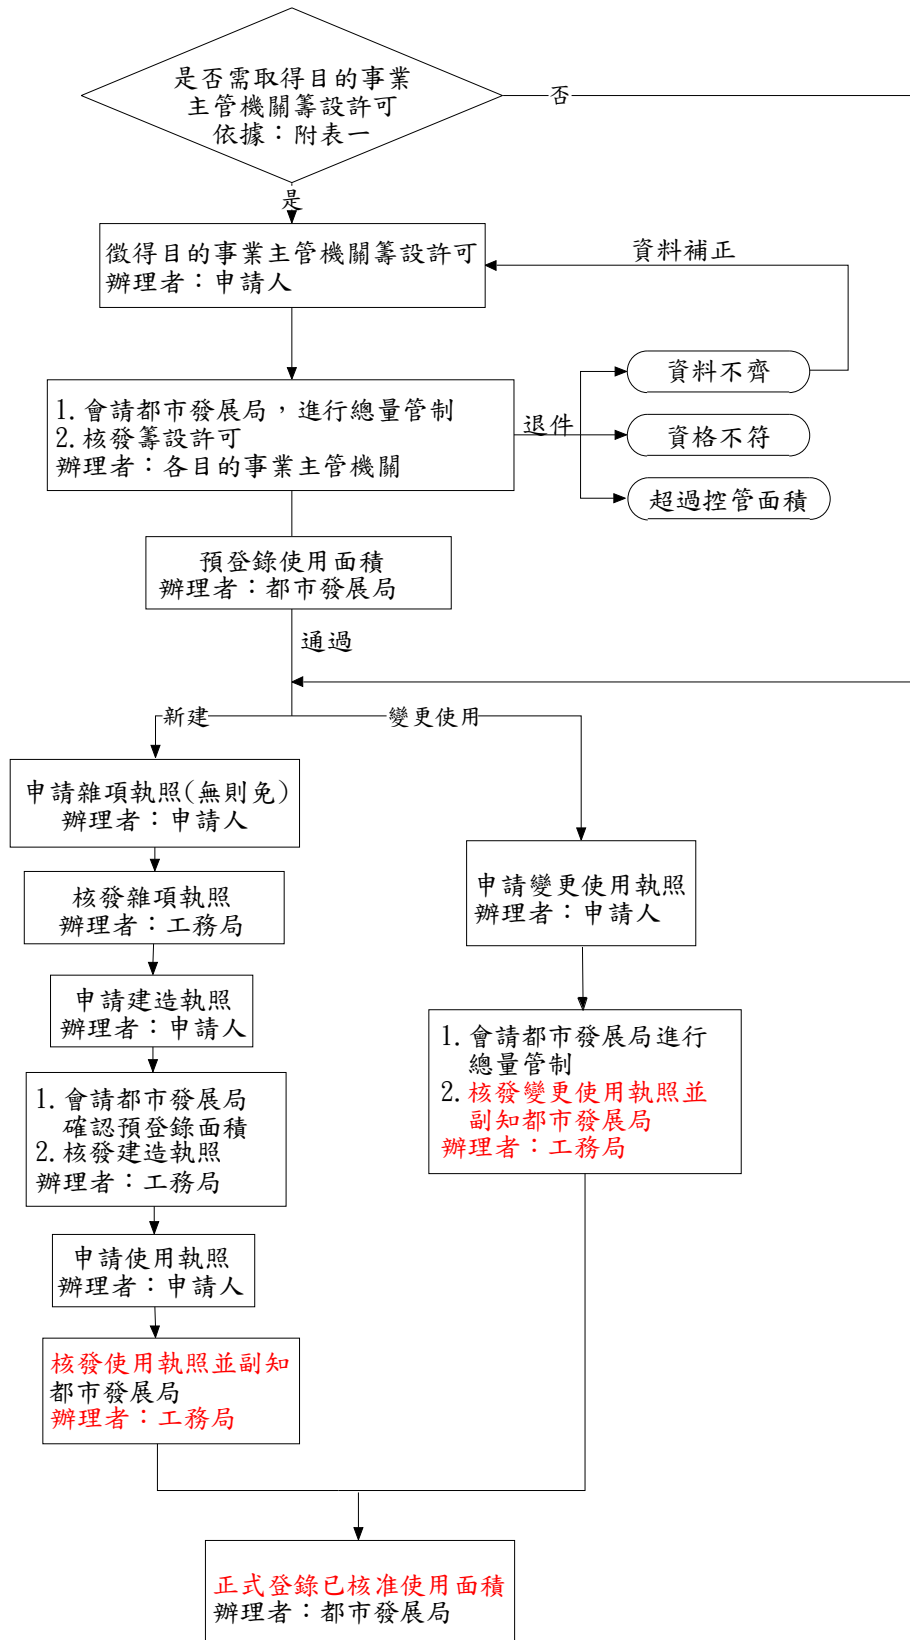 是否需取得目的事業
主管機關籌設許可
依據：附表一
否
是
徵得目的事業主管機關籌設許可
辦理者：申請人
資料補正
1. 會請都市發展局，進行總量管制
2. 核發籌設許可
辦理者：各目的事業主管機關
退件
資料不齊
資格不符
超過控管面積
預登錄使用面積
辦理者：都市發展局
通過
新建
變更使用
申請雜項執照(無則免)
辦理者：申請人
核發雜項執照
辦理者：工務局
申請建造執照
辦理者：申請人
1. 會請都市發展局
確認預登錄面積
2. 核發建造執照
辦理者：工務局
申請使用執照
辦理者：申請人
核發使用執照並副知
都市發展局
辦理者：工務局
申請變更使用執照
辦理者：申請人
1. 會請都市發展局進行
總量管制
2. 核發變更使用執照並
副知都市發展局
辦理者：工務局
正式登錄已核准使用面積
辦理者：都市發展局